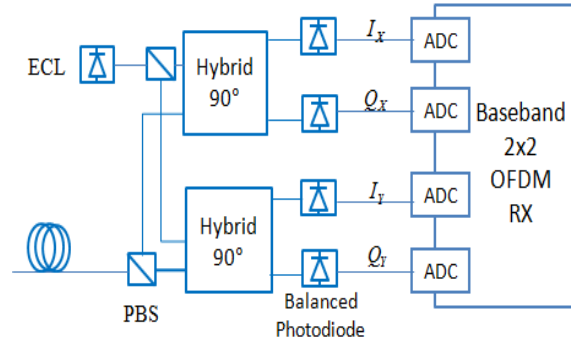 ECL
Hybrid
90°
I_X
ADC
Q_X
ADC
Baseband
2x2
OFDM
RX
Hybrid
90°
I_Y
ADC
Q_Y
ADC
PBS
Balanced
Photodiode